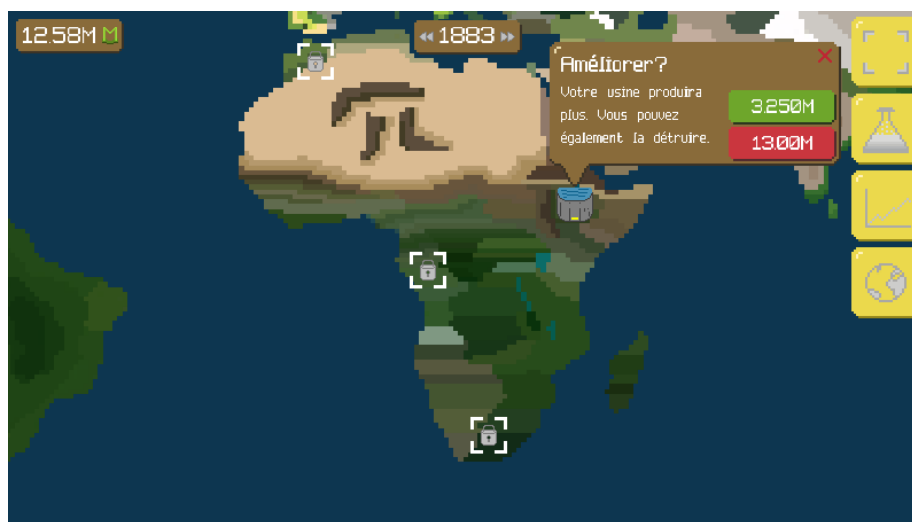 12.58M M
1883
Améliorer?
Votre usine produira
plus. Vous pouvez
également la détruire.
3.250M
13.00M